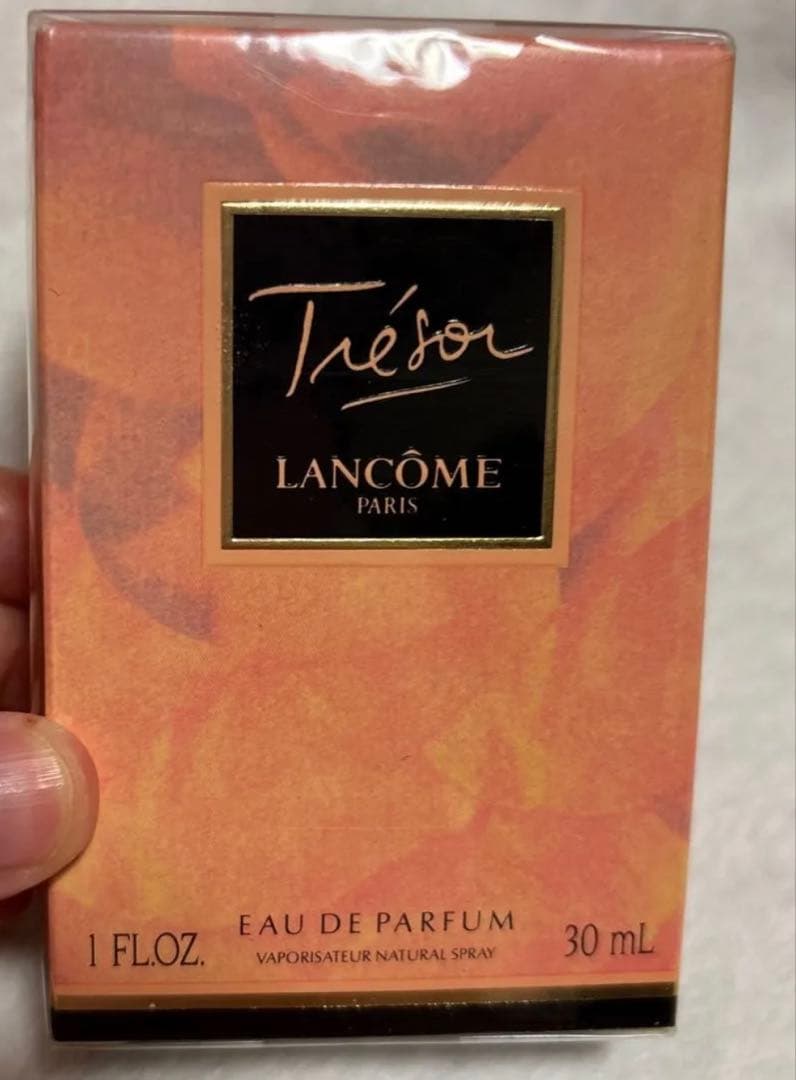 Trésor
LANCÔME
PARIS
EAU DE PARFUM
1 FL.OZ.
VAPORISATEUR NATURAL SPRAY
30 mL